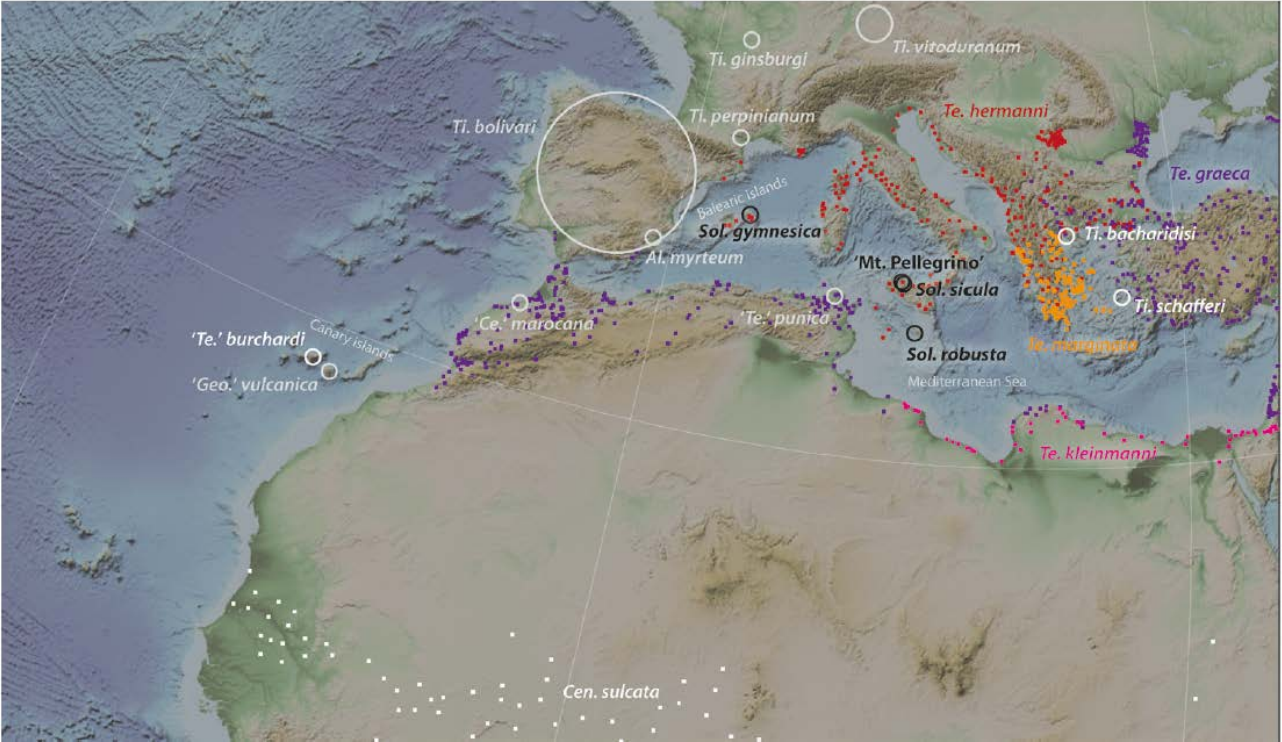 Ti. ginsburgi
Ti. vitoduranum
Ti. perpinianum
Te. hermanni
Ti. bolivari
Te. graeca
Balearic islands
Sol. gymnesica
Ti. bacharidisi
Al. myrteum
'Mt. Pellegrino'
Sol. sicula
Ti. schafferi
'Ce.' marocana
'Te.' punica
Canary islands
'Te.' burchardi
Te. marginata
Sol. robusta
'Geo.' vulcanica
Mediterranean Sea
Te. kleinmanni
Cen. sulcata